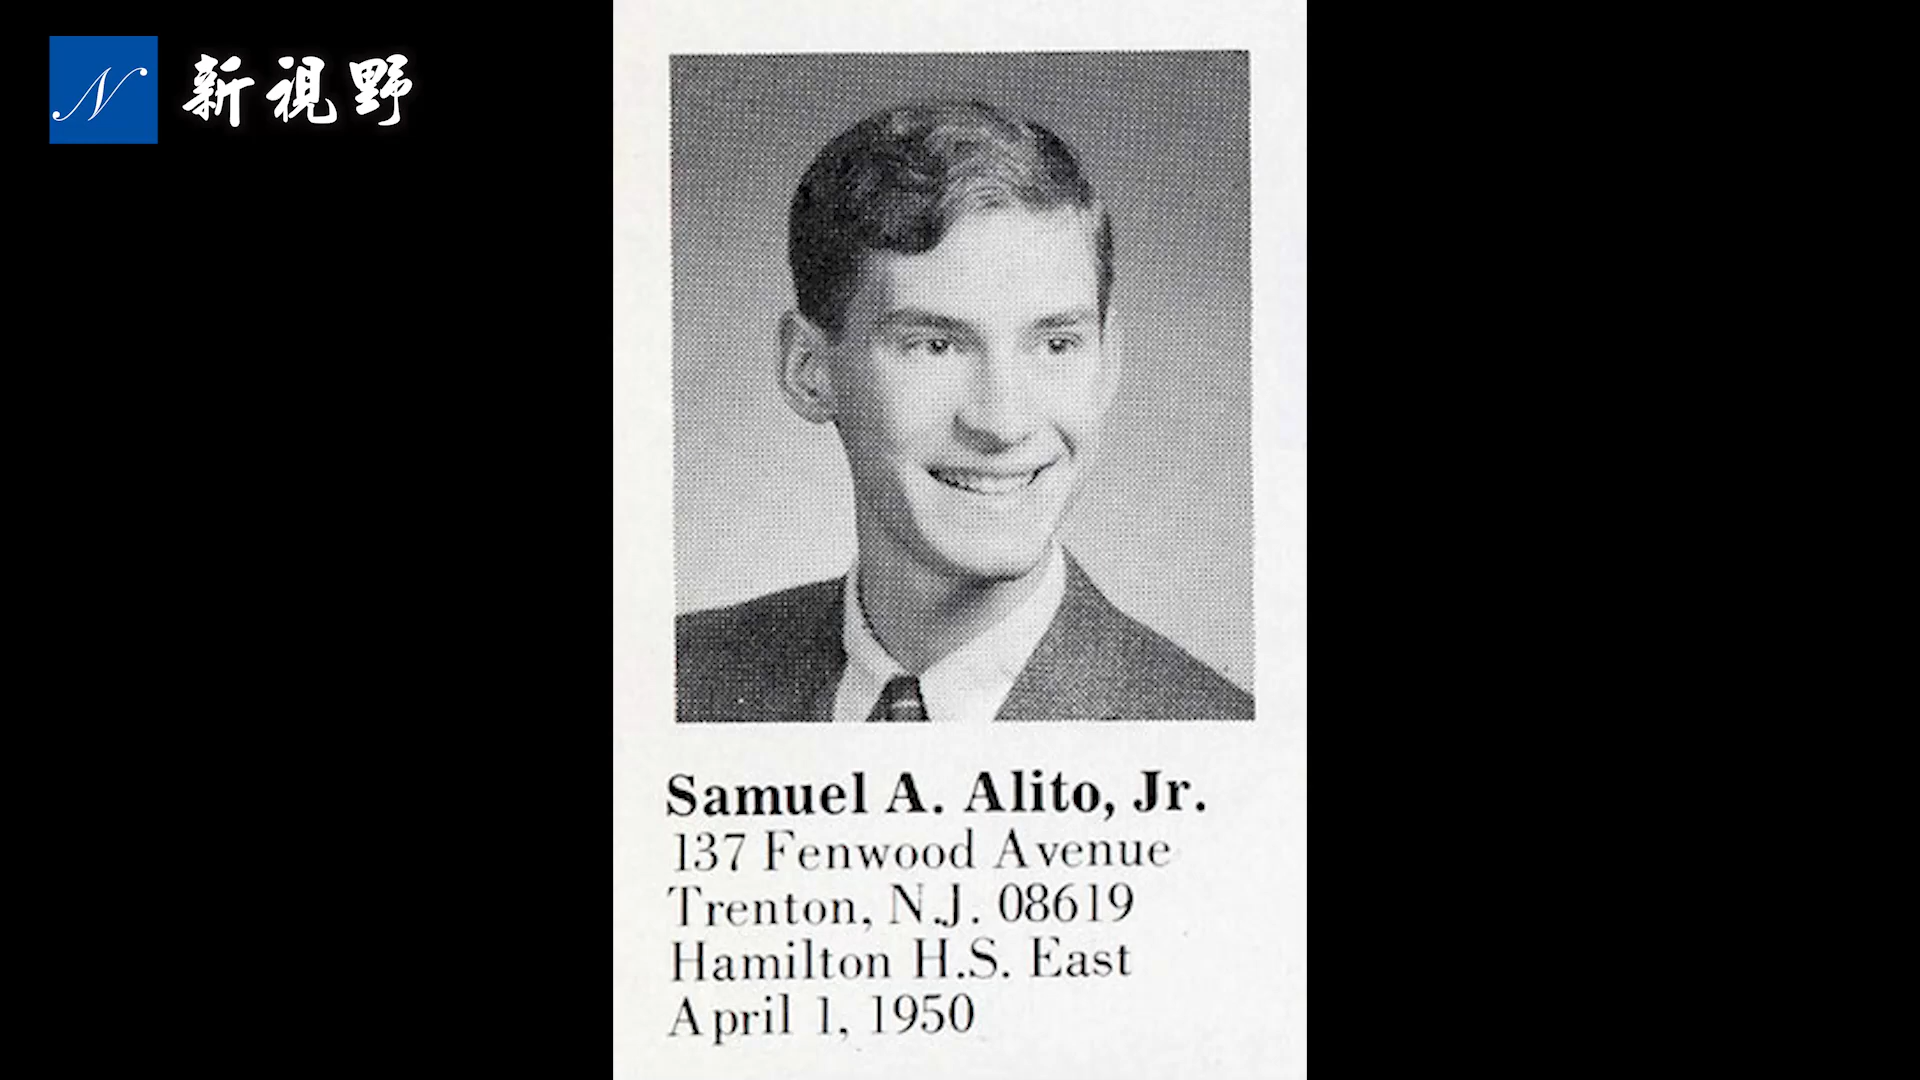 N 新視野
Samuel A. Alito, Jr.
137 Fenwood Avenue
Trenton, N.J. 08619
Hamilton H.S. East
April 1, 1950